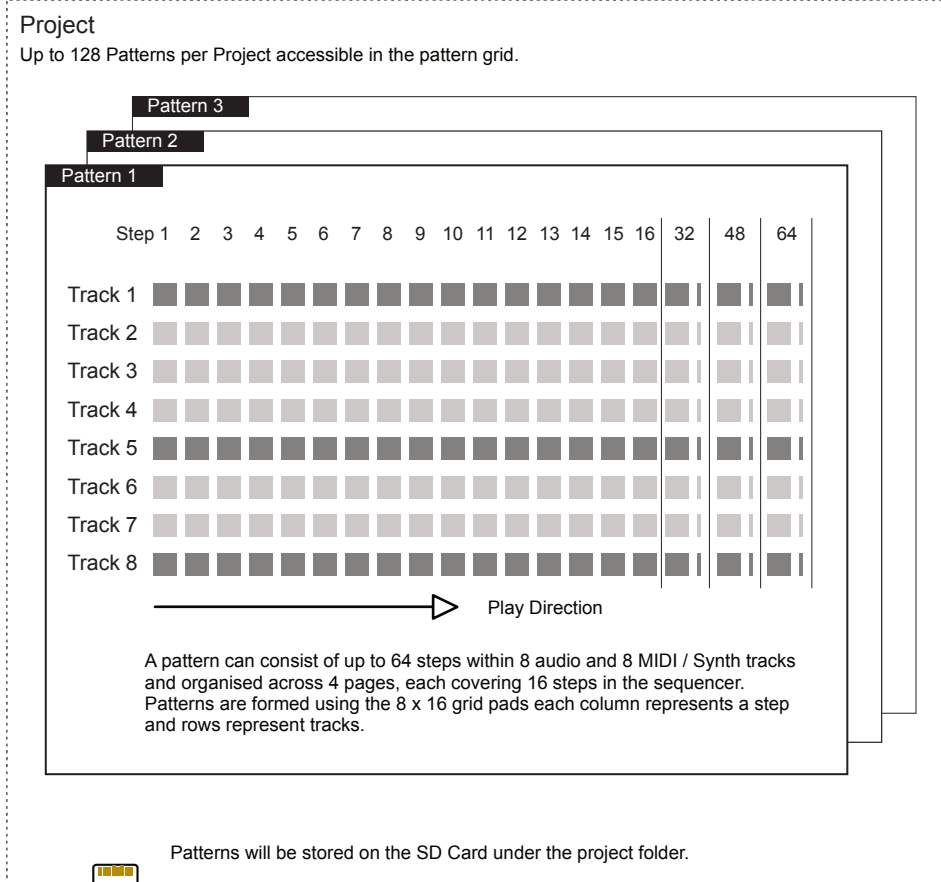 Project
Up to 128 Patterns per Project accessible in the pattern grid.
Pattern 3
Pattern 2
Pattern 1
Step 1 2 3 4 5 6 7 8 9 10 11 12 13 14 15 16 32 48 64
Track 1
Track 2
Track 3
Track 4
Track 5
Track 6
Track 7
Track 8
Play Direction
A pattern can consist of up to 64 steps within 8 audio and 8 MIDI / Synth tracks
and organised across 4 pages, each covering 16 steps in the sequencer.
Patterns are formed using the 8 x 16 grid pads each column represents a step
and rows represent tracks.
Patterns will be stored on the SD Card under the project folder.